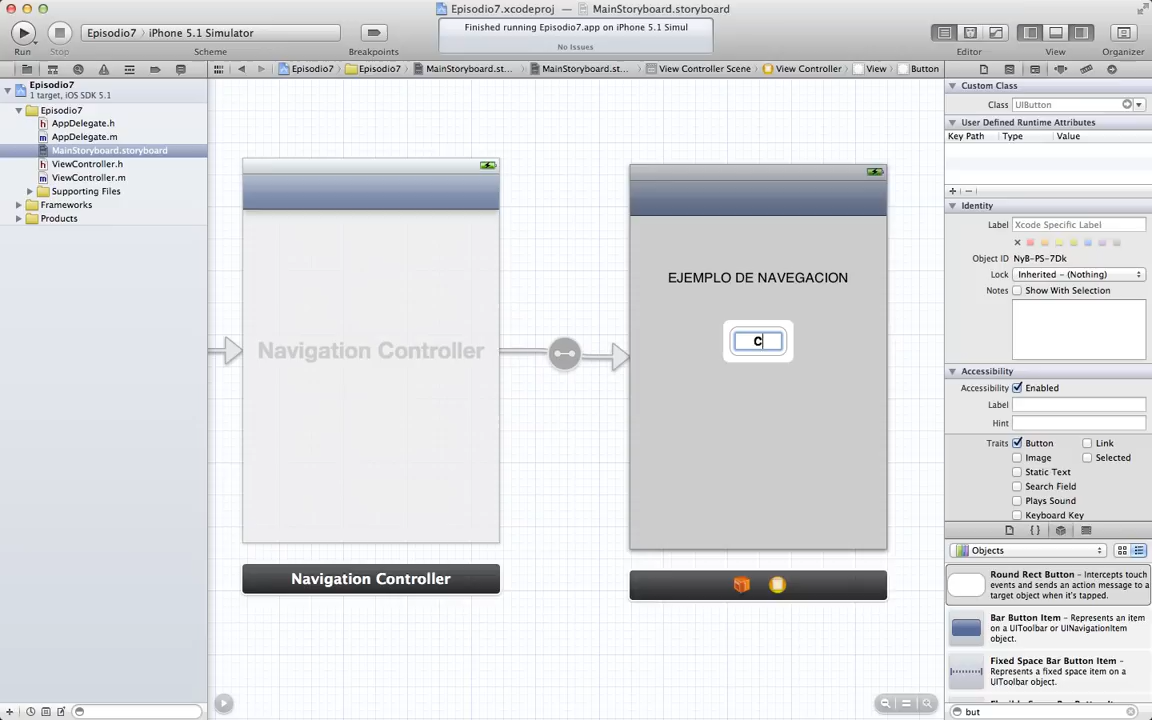 Episodio7.xcodeproj — MainStoryboard.storyboard
Run
Stop
Episodio7 › iPhone 5.1 Simulator
Scheme
Breakpoints
Finished running Episodio7.app on iPhone 5.1 Simul
No Issues
Editor
View
Organizer
Episodio7
Episodio7
MainStoryboard.st...
MainStoryboard.st...
View Controller Scene
View Controller
View
Button
Episodio7
1 target, iOS SDK 5.1
Episodio7
AppDelegate.h
AppDelegate.m
MainStoryboard.storyboard
ViewController.h
ViewController.m
Supporting Files
Frameworks
Products
Navigation Controller
Navigation Controller
EJEMPLO DE NAVEGACION
C
Custom Class
Class UIButton
User Defined Runtime Attributes
Key Path Type Value
Identity
Label Xcode Specific Label
Object ID NyB-PS-7Dk
Lock Inherited - (Nothing)
Notes Show With Selection
Accessibility
Accessibility Enabled
Label
Hint
Traits Button Link
Image Selected
Static Text
Search Field
Plays Sound
Keyboard Key
Objects
Round Rect Button – Intercepts touch
events and sends an action message to a
target object when it's tapped.
Bar Button Item – Represents an item
on a UIToolbar or UINavigationItem
object.
Fixed Space Bar Button Item –
Represents a fixed space item on a
UIToolbar object.
but